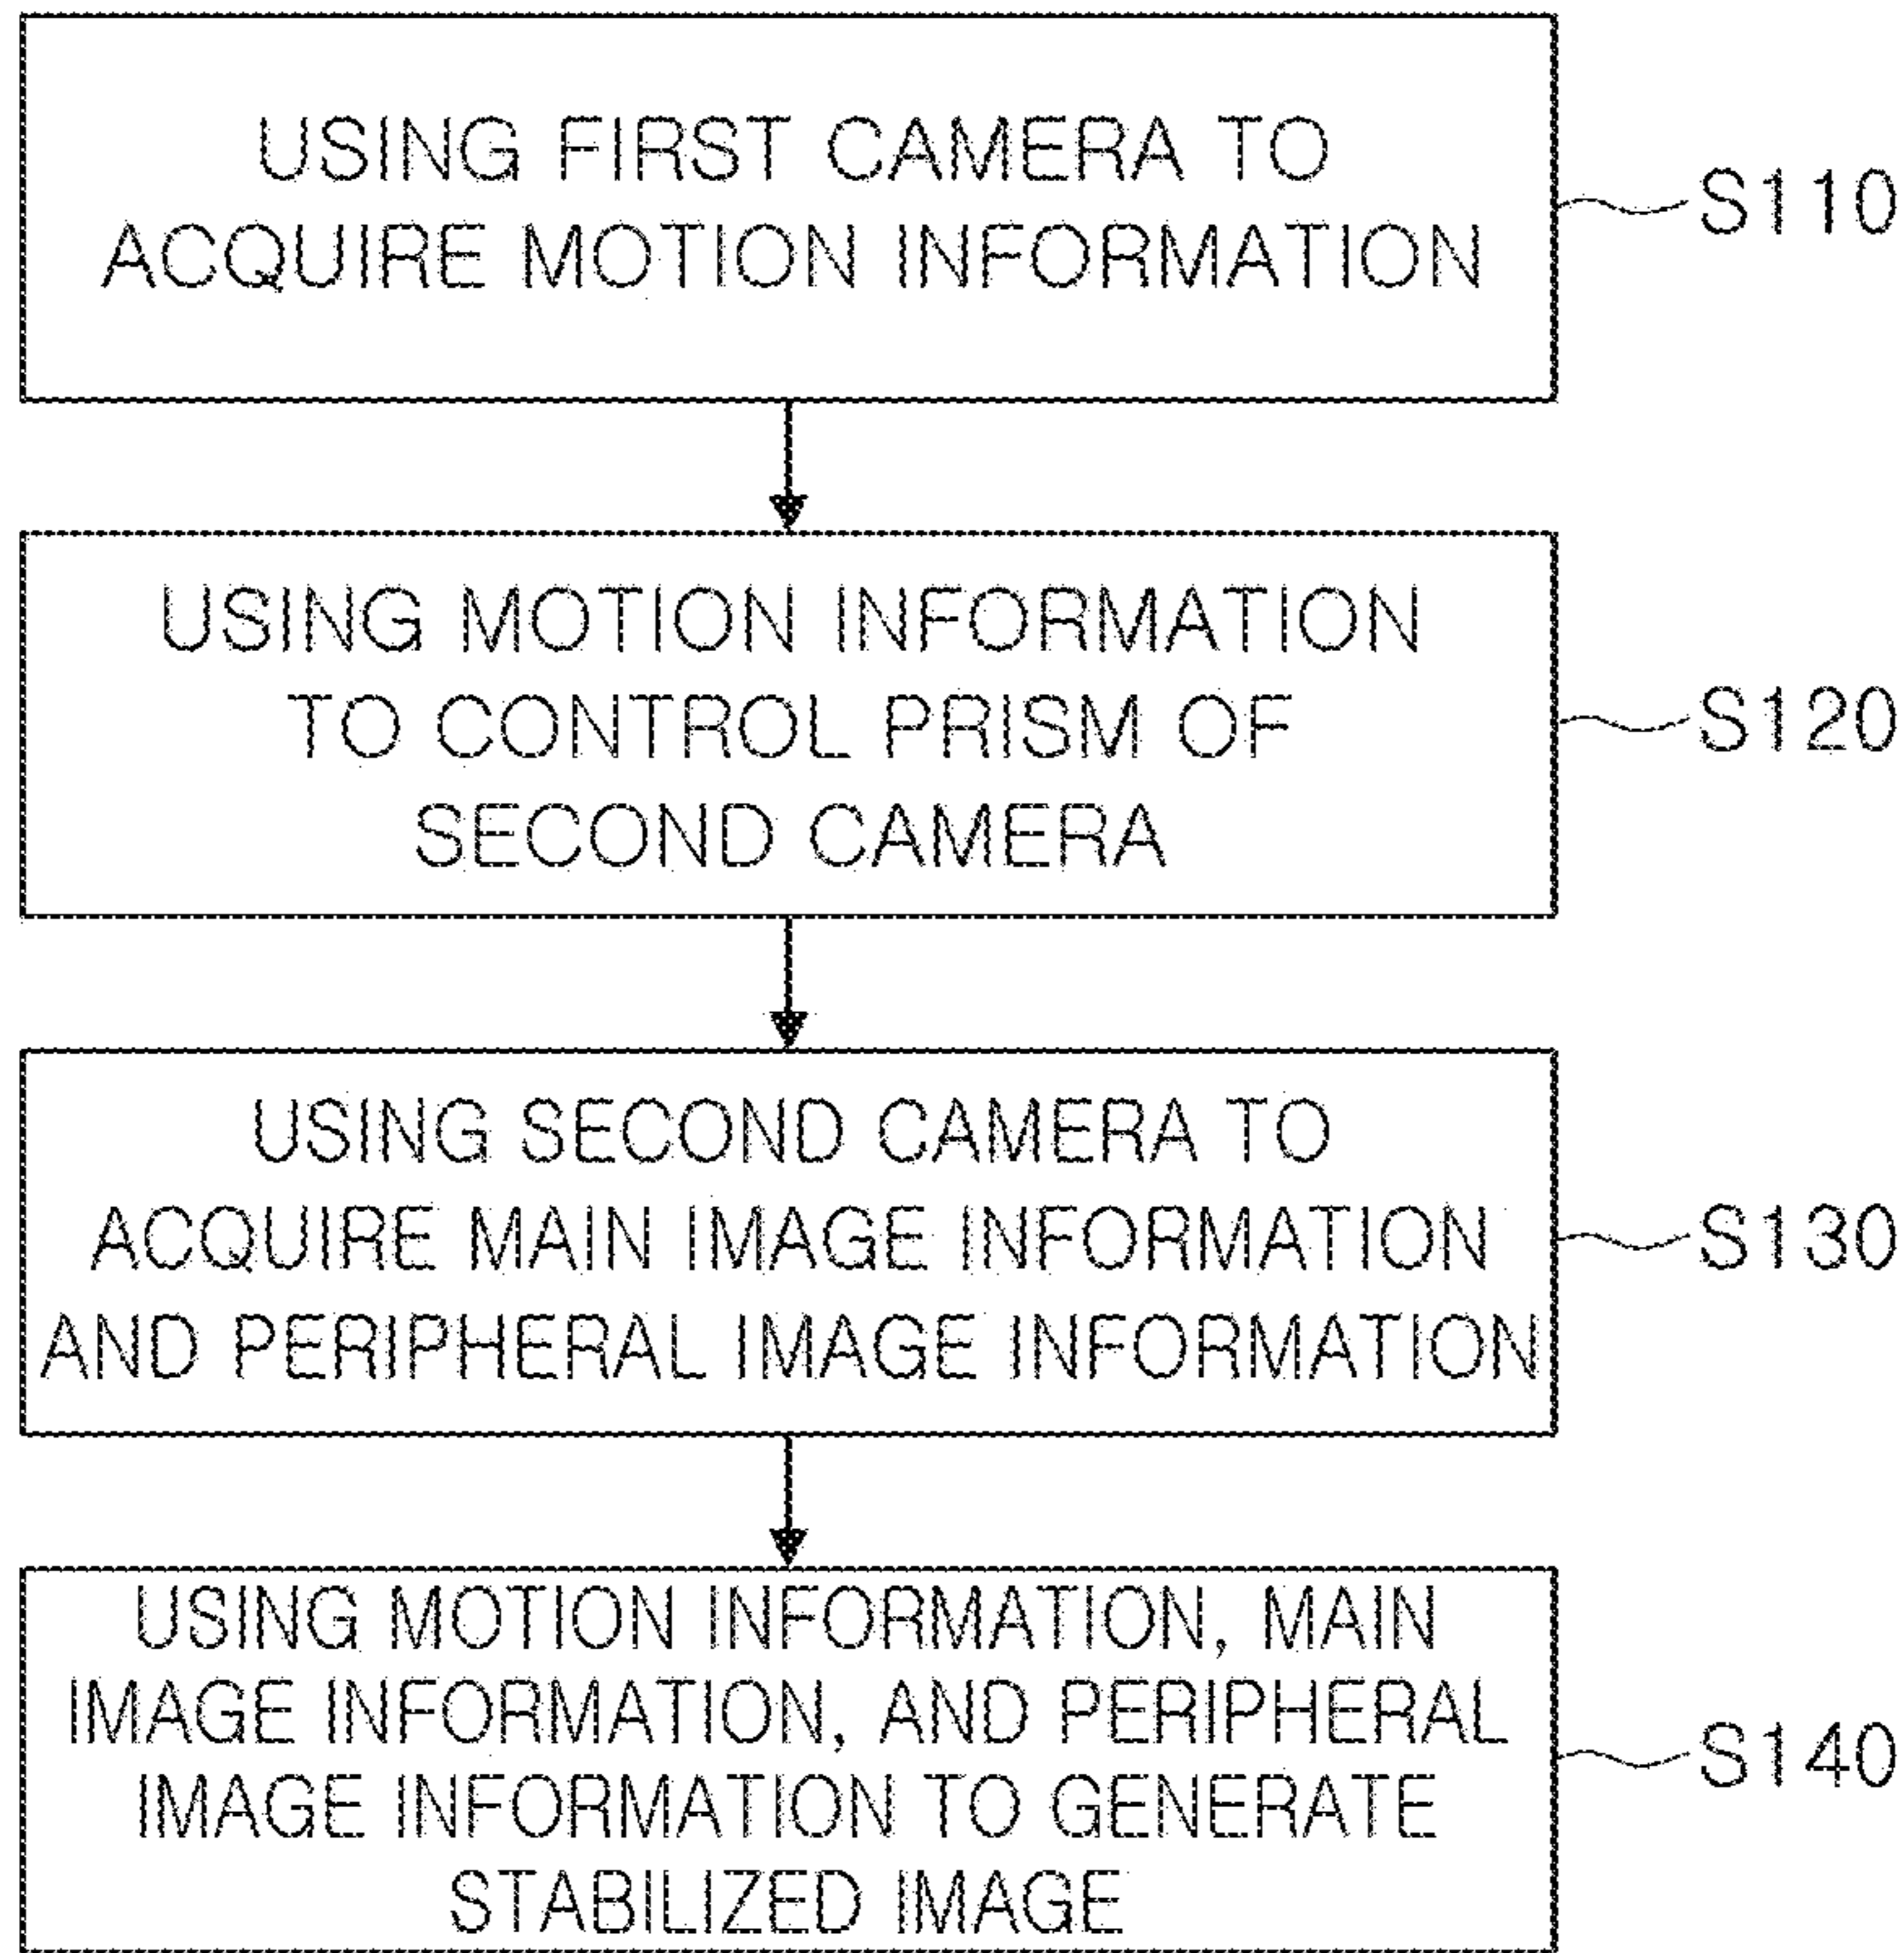 USING FIRST CAMERA TO
ACQUIRE MOTION INFORMATION
S110
USING MOTION INFORMATION
TO CONTROL PRISM OF
SECOND CAMERA
S120
USING SECOND CAMERA TO
ACQUIRE MAIN IMAGE INFORMATION
AND PERIPHERAL IMAGE INFORMATION
S130
USING MOTION INFORMATION, MAIN
IMAGE INFORMATION, AND PERIPHERAL
IMAGE INFORMATION TO GENERATE
STABILIZED IMAGE
S140